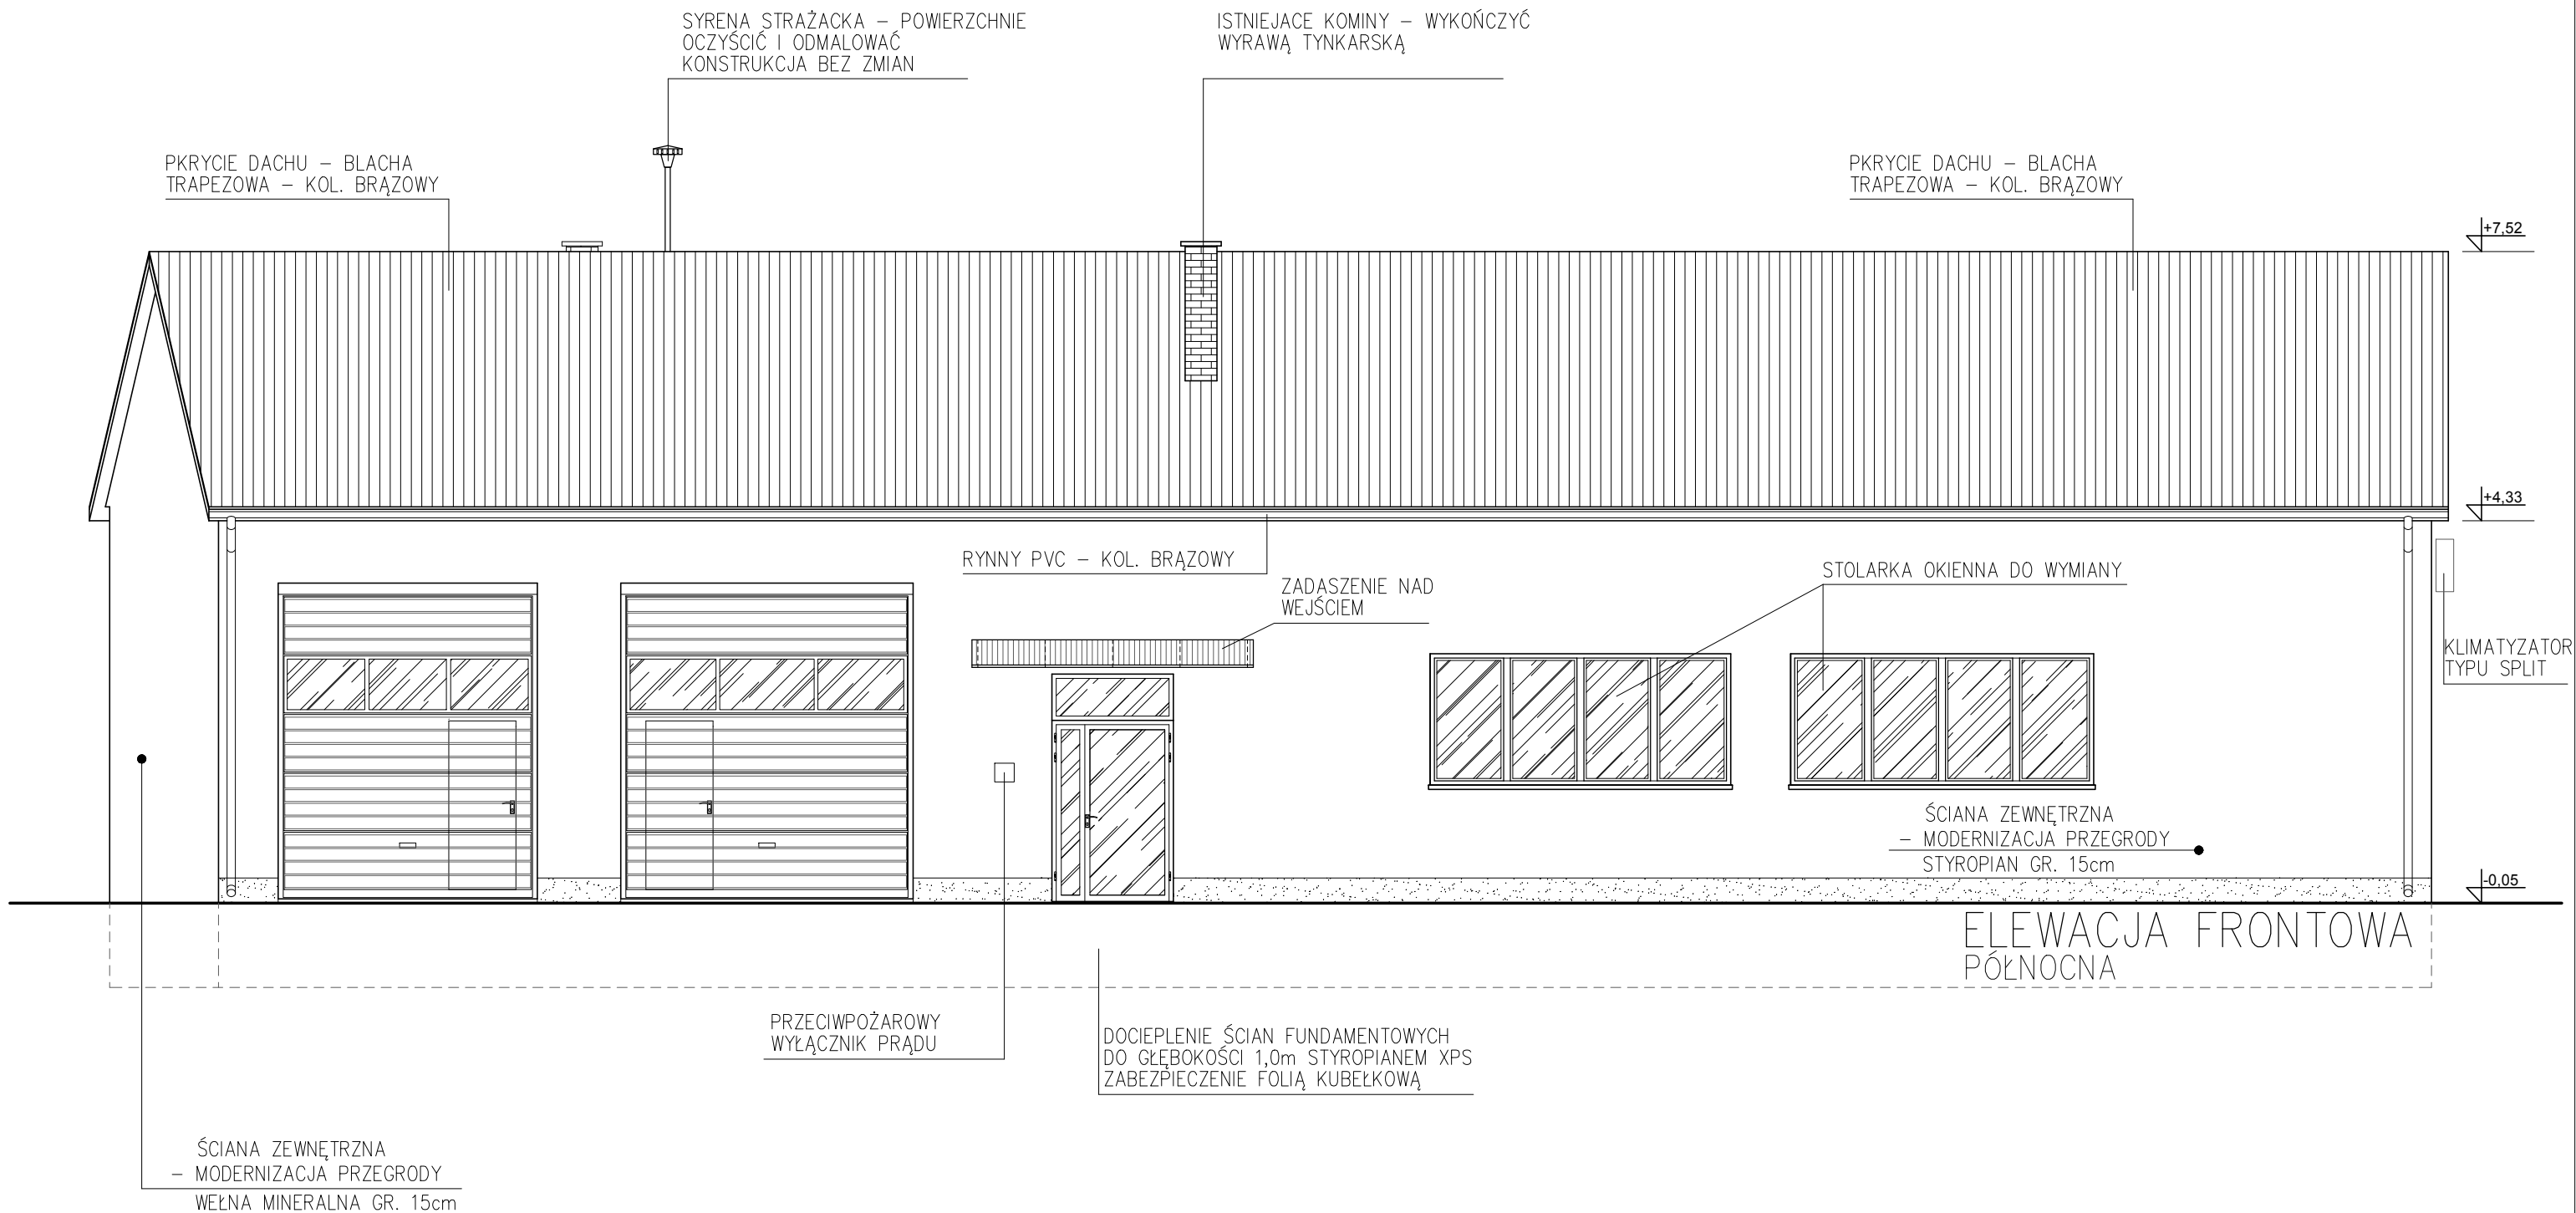 SYRENA STRAŻACKA – POWIERZCHNIE
OCZYŚCIĆ I ODMALOWAĆ
KONSTRUKCJA BEZ ZMIAN
ISTNIEJACE KOMINY – WYKOŃCZYĆ
WYRAWĄ TYNKARSKĄ
PKRYCIE DACHU – BLACHA
TRAPEZOWA – KOL. BRĄZOWY
PKRYCIE DACHU – BLACHA
TRAPEZOWA – KOL. BRĄZOWY
+7,52
+4,33
RYNNY PVC – KOL. BRĄZOWY
ZADASZENIE NAD
WEJŚCIEM
STOLARKA OKIENNA DO WYMIANY
KLIMATYZATOR
TYPU SPLIT
ŚCIANA ZEWNĘTRZNA
– MODERNIZACJA PRZEGRODY
STYROPIAN GR. 15cm
-0,05
ELEWACJA FRONTOWA
PÓŁNOCNA
PRZECIWPOŻAROWY
WYŁĄCZNIK PRĄDU
DOCIEPLENIE ŚCIAN FUNDAMENTOWYCH
DO GŁĘBOKOŚCI 1,0m STYROPIANEM XPS
ZABEZPIECZENIE FOLIĄ KUBEŁKOWĄ
ŚCIANA ZEWNĘTRZNA
– MODERNIZACJA PRZEGRODY
WEŁNA MINERALNA GR. 15cm